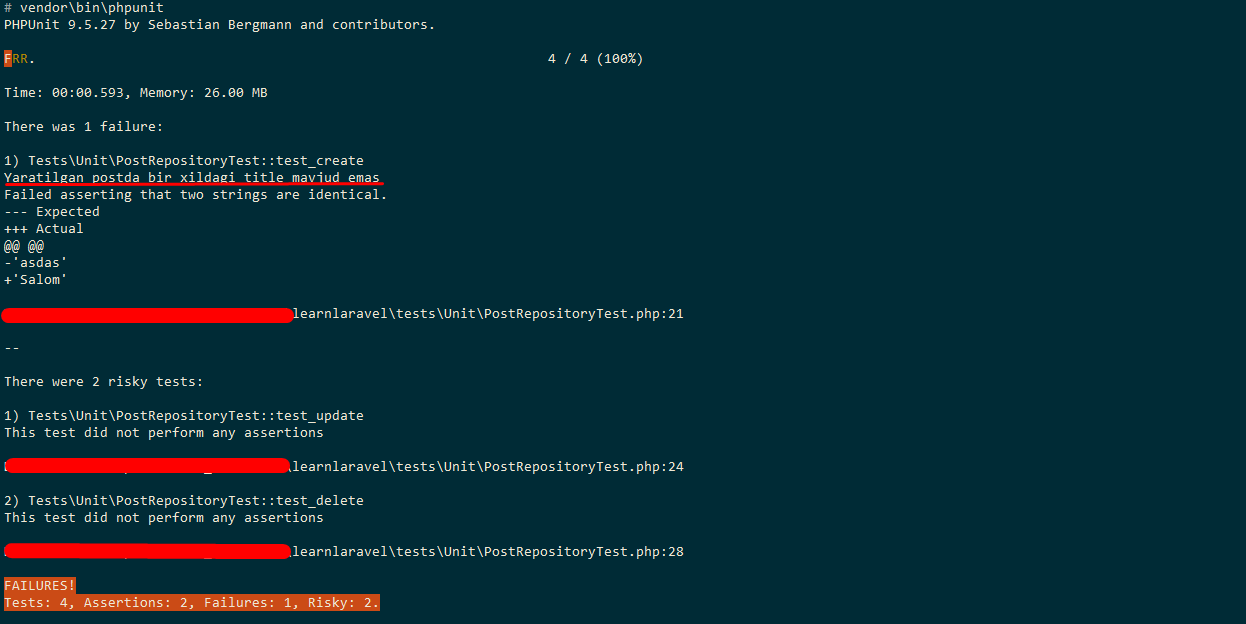 # vendor\bin\phpunit
PHPUnit 9.5.27 by Sebastian Bergmann and contributors.
FRR. 4 / 4 (100%)
Time: 00:00.593, Memory: 26.00 MB
There was 1 failure:
1) Tests\Unit\PostRepositoryTest::test_create
Yaratilgan postda bir xildagi title mavjud emas
Failed asserting that two strings are identical.
--- Expected
+++ Actual
@@ @@
-'asdas'
+'Salom'
learnlaravel\tests\Unit\PostRepositoryTest.php:21
--
There were 2 risky tests:
1) Tests\Unit\PostRepositoryTest::test_update
This test did not perform any assertions
\learnlaravel\tests\Unit\PostRepositoryTest.php:24
2) Tests\Unit\PostRepositoryTest::test_delete
This test did not perform any assertions
\learnlaravel\tests\Unit\PostRepositoryTest.php:28
FAILURES!
Tests: 4, Assertions: 2, Failures: 1, Risky: 2.